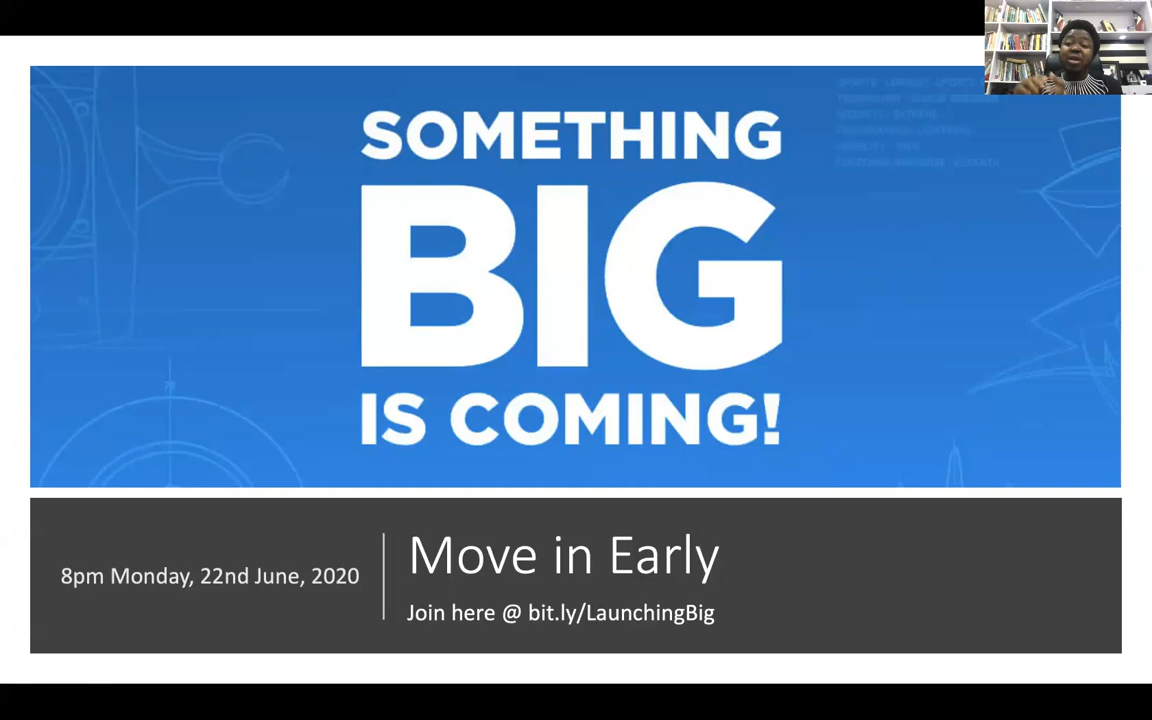 SOMETHING
BIG
IS COMING!
8pm Monday, 22nd June, 2020
Move in Early
Join here @ bit.ly/LaunchingBig